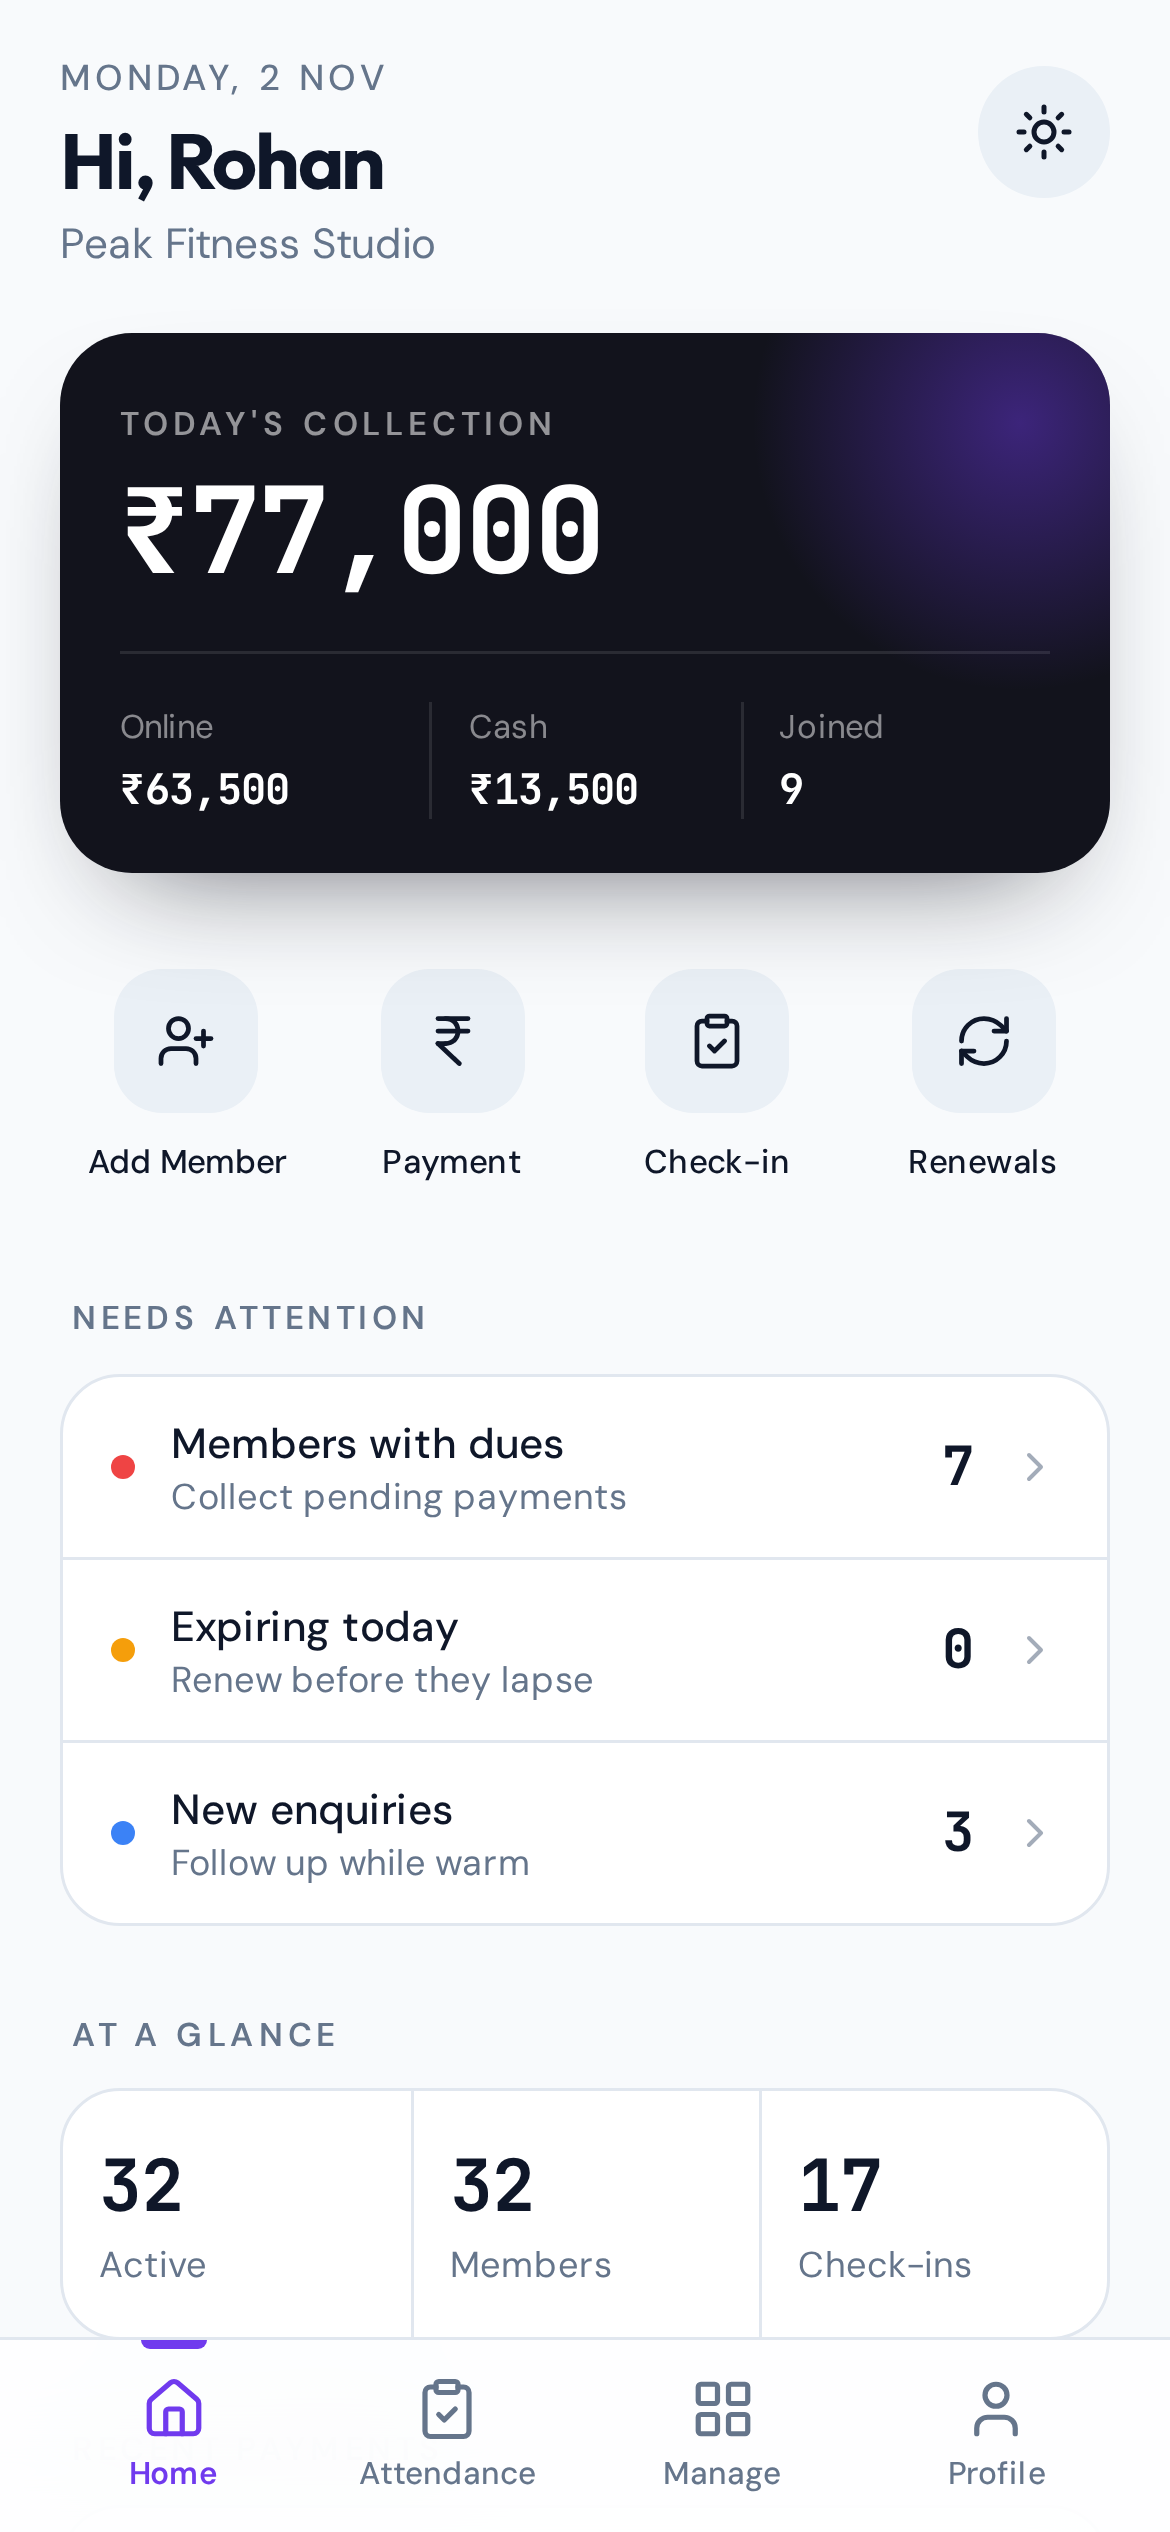 MONDAY, 2 NOV
Hi, Rohan
Peak Fitness Studio
TODAY'S COLLECTION
₹77,000
Online
Cash
Joined
₹63,500
₹13,500
9
Add Member
Payment
Check-in
Renewals
NEEDS ATTENTION
Members with dues
7
Collect pending payments
Expiring today
0
Renew before they lapse
New enquiries
3
Follow up while warm
AT A GLANCE
32
32
17
Active
Members
Check-ins
Home
Attendance
Manage
Profile